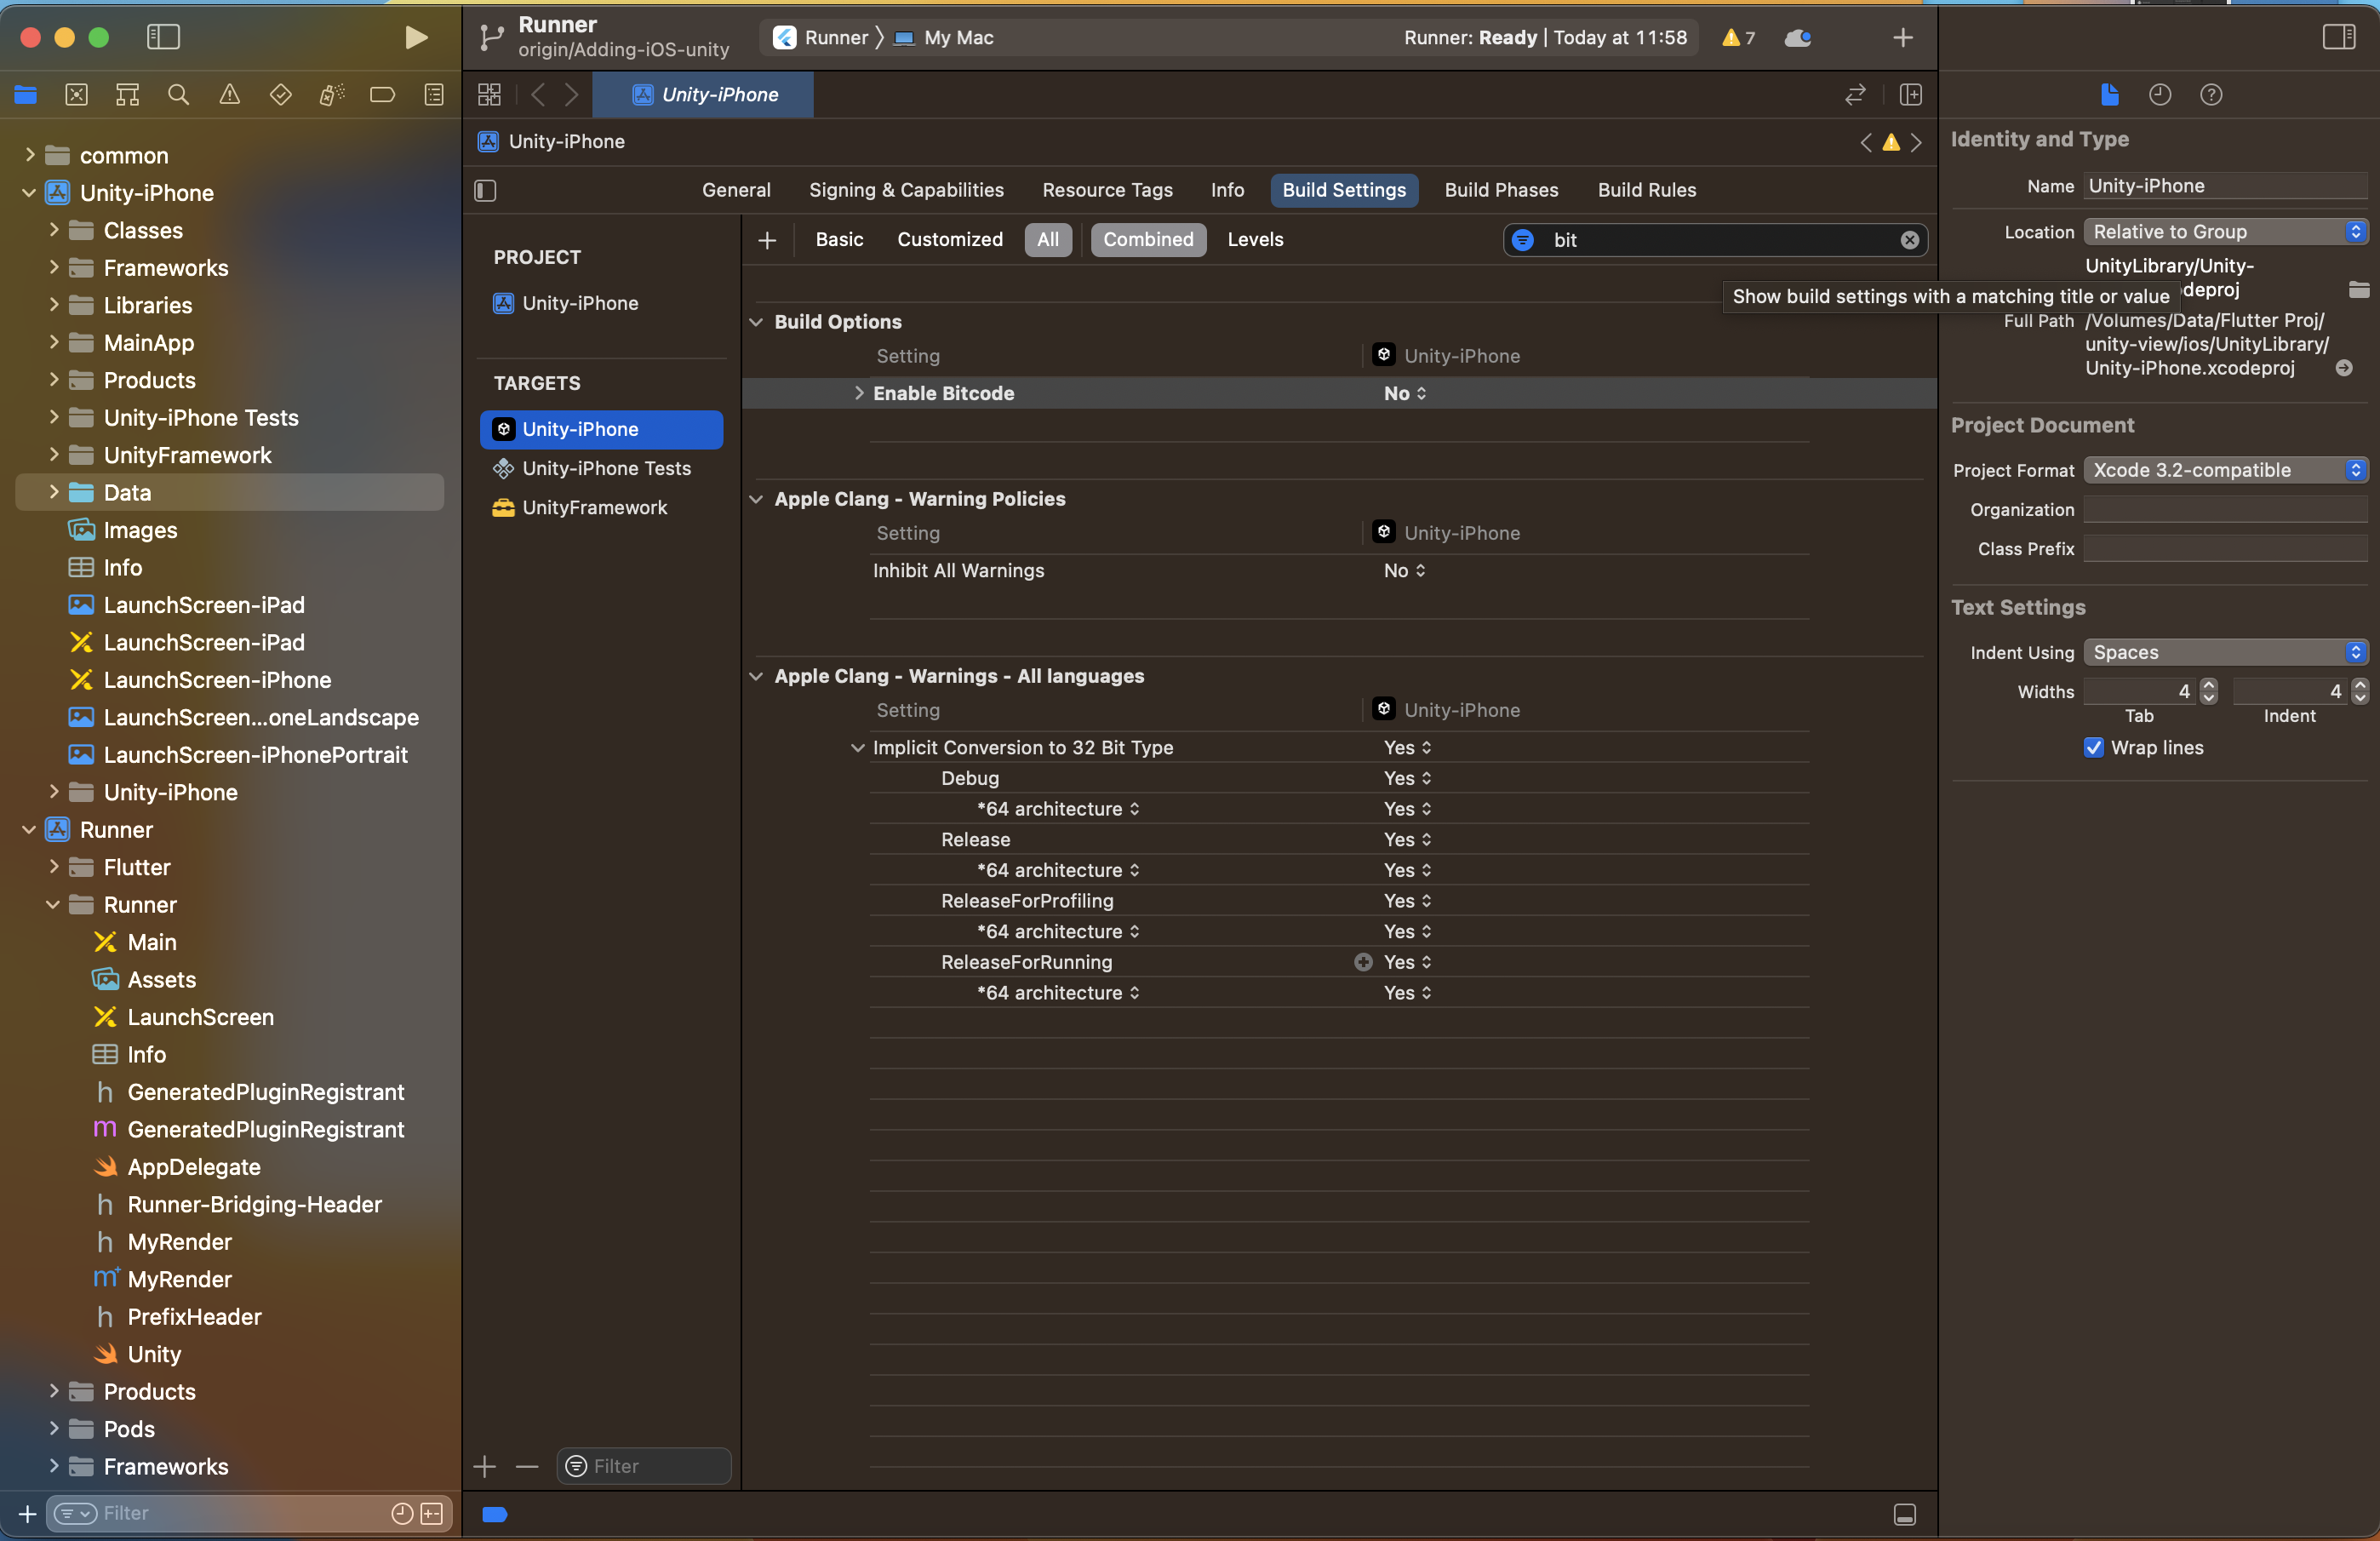 Runner
origin/Adding-iOS-unity
Runner
My Mac
Runner: Ready | Today at 11:58
7
Unity-iPhone
Unity-iPhone
common
Unity-iPhone
Classes
Frameworks
Libraries
MainApp
Products
Unity-iPhone Tests
UnityFramework
Data
Images
Info
LaunchScreen-iPad
LaunchScreen-iPad
LaunchScreen-iPhone
LaunchScreen...oneLandscape
LaunchScreen-iPhonePortrait
Unity-iPhone
Runner
Flutter
Runner
Main
Assets
LaunchScreen
Info
h GeneratedPluginRegistrant
m GeneratedPluginRegistrant
AppDelegate
h Runner-Bridging-Header
h MyRender
m+ MyRender
h PrefixHeader
Unity
Products
Pods
Frameworks
Filter
General
Signing & Capabilities
Resource Tags
Info
Build Settings
Build Phases
Build Rules
PROJECT
Unity-iPhone
TARGETS
Unity-iPhone
Unity-iPhone Tests
UnityFramework
Filter
Basic
Customized
All
Combined
Levels
bit
Show build settings with a matching title or value
Build Options
Setting
Unity-iPhone
Enable Bitcode
No
Apple Clang - Warning Policies
Setting
Unity-iPhone
Inhibit All Warnings
No
Apple Clang - Warnings - All languages
Setting
Unity-iPhone
Implicit Conversion to 32 Bit Type
Yes
Debug
Yes
*64 architecture
Yes
Release
Yes
*64 architecture
Yes
ReleaseForProfiling
Yes
*64 architecture
Yes
ReleaseForRunning
Yes
*64 architecture
Yes
Identity and Type
Name
Unity-iPhone
Location
Relative to Group
UnityLibrary/Unity-
codeproj
Full Path
/Volumes/Data/Flutter Proj/
unity-view/ios/UnityLibrary/
Unity-iPhone.xcodeproj
Project Document
Project Format
Xcode 3.2-compatible
Organization
Class Prefix
Text Settings
Indent Using
Spaces
Widths
4
4
Tab
Indent
Wrap lines